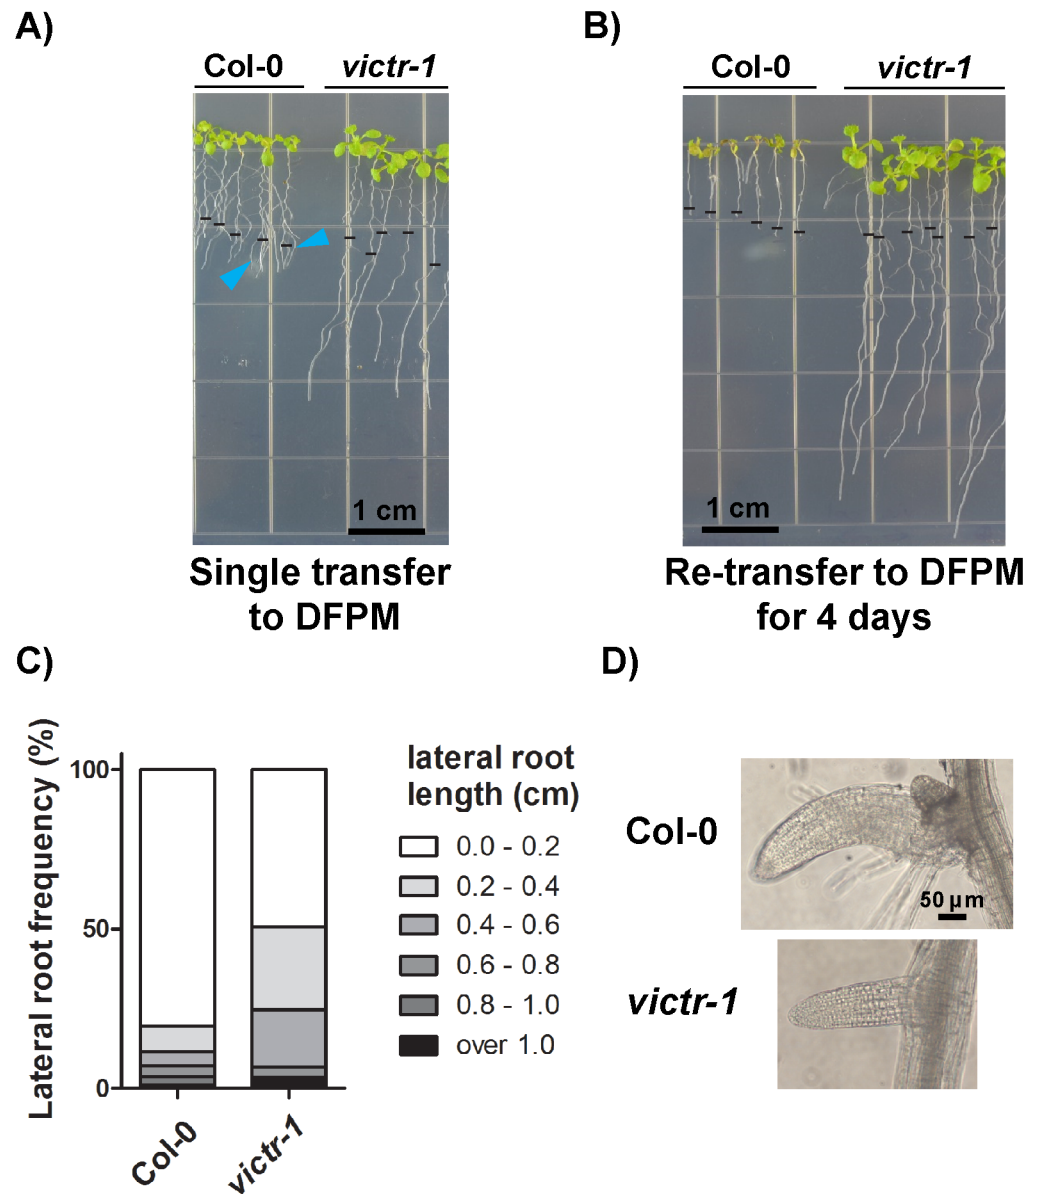 A)
B)
Col-0
victr-1
Col-0
victr-1
1 cm
1 cm
Single transfer
to DFPM
Re-transfer to DFPM
for 4 days
C)
D)
Lateral root frequency (%)
100
50
0
Col-0
victr-1
lateral root
length (cm)
0.0 - 0.2
0.2 - 0.4
0.4 - 0.6
0.6 - 0.8
0.8 - 1.0
over 1.0
Col-0
50 µm
victr-1